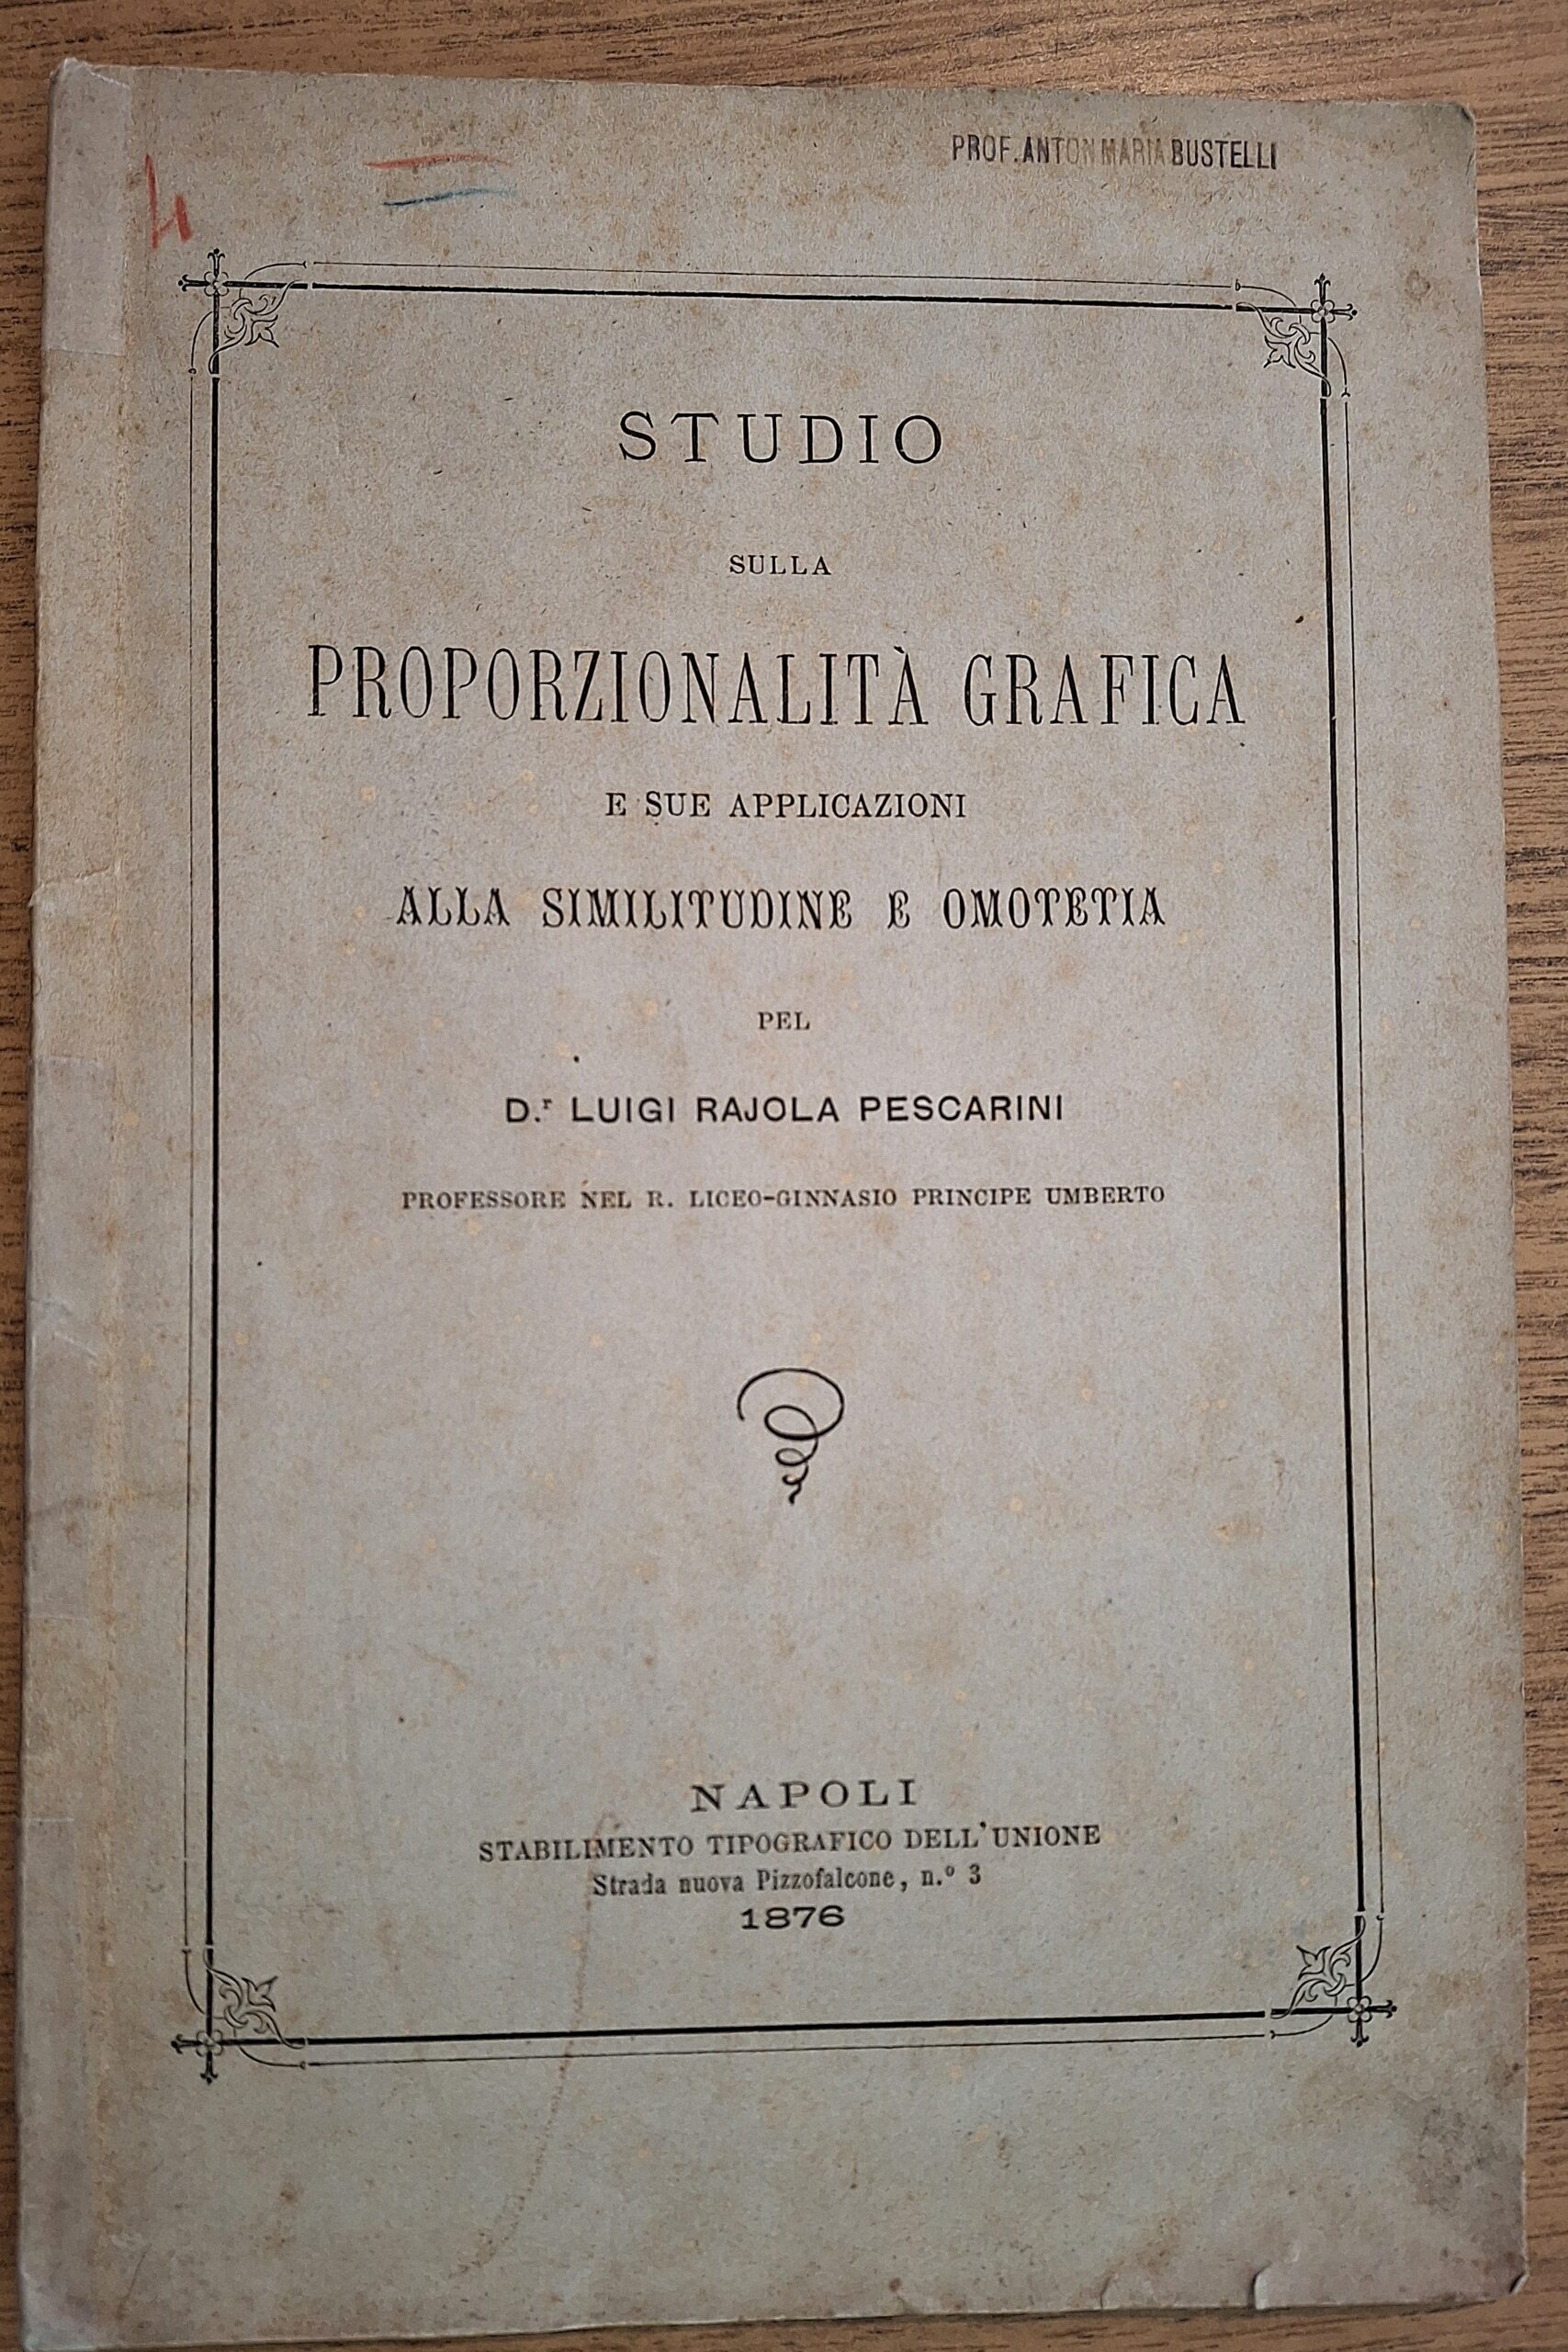 PROF. ANTON MARIA BUSTELLI
4
STUDIO
SULLA
PROPORZIONALITÀ GRAFICA
E SUE APPLICAZIONI
ALLA SIMILITUDINE E OMOTETIA
PEL
D.r LUIGI RAJOLA PESCARINI
PROFESSORE NEL R. LICEO-GINNASIO PRINCIPE UMBERTO
NAPOLI
STABILIMENTO TIPOGRAFICO DELL'UNIONE
Strada nuova Pizzofalcone, n.º 3
1876